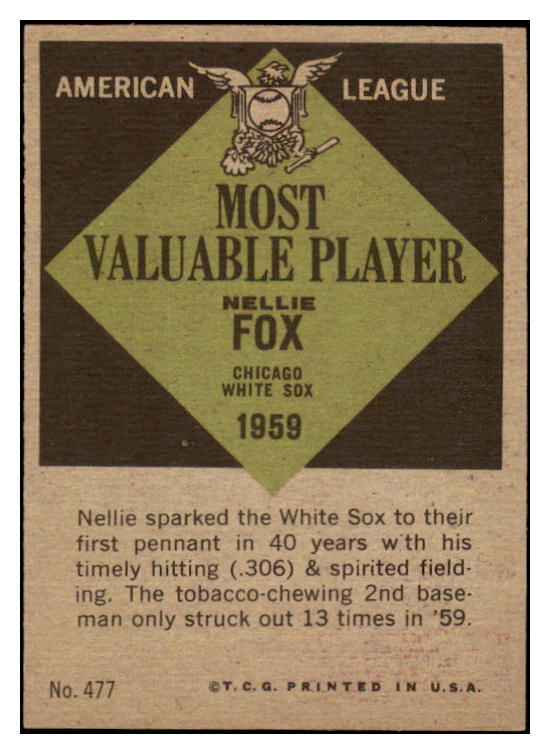 AMERICAN LEAGUE
MOST
VALUABLE PLAYER
NELLIE
FOX
CHICAGO
WHITE SOX
1959
Nellie sparked the White Sox to their
first pennant in 40 years w'th his
timely hitting (.306) & spirited field-
ing. The tobacco-chewing 2nd base-
man only struck out 13 times in '59.
No. 477 ©T.C.G. PRINTED IN U.S.A.